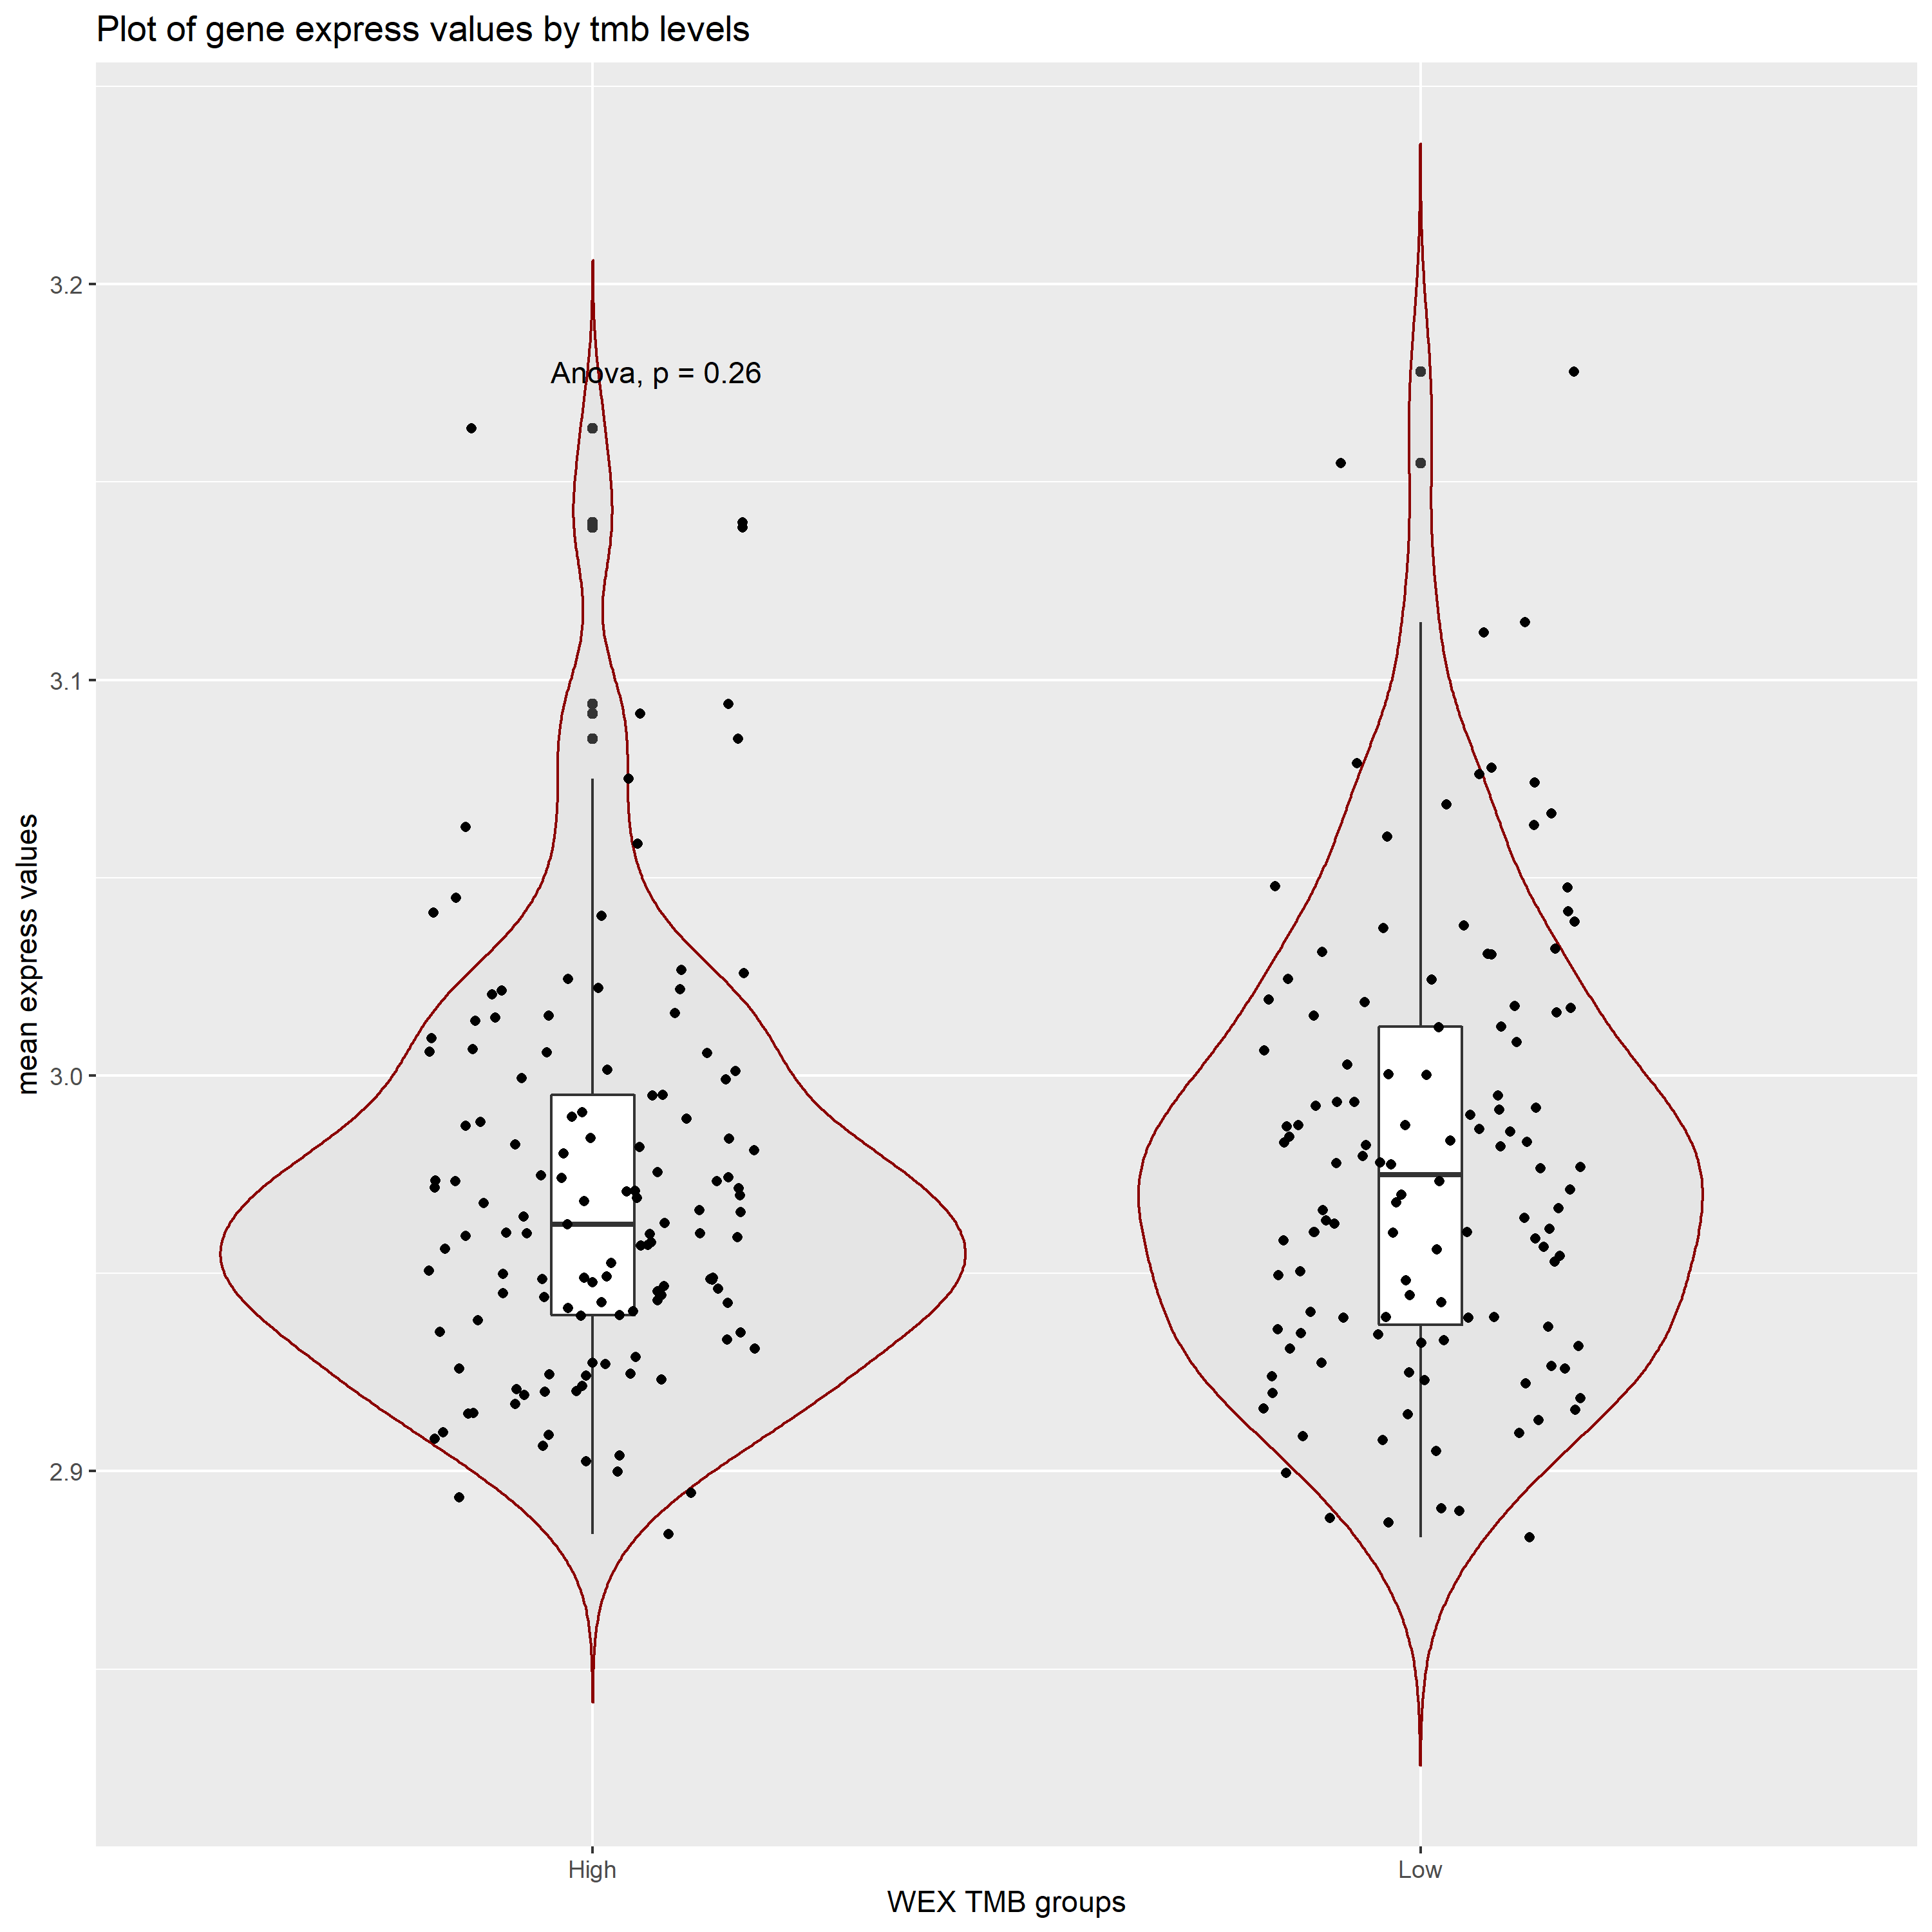 Plot of gene express values by tmb levels
3.2
Anova, p = 0.26
3.1
mean express values
3.0
2.9
High
Low
WEX TMB groups